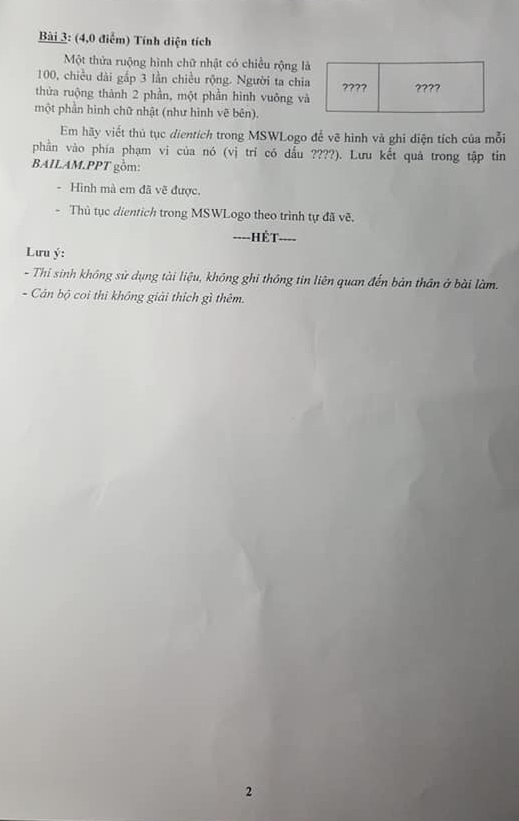 Bài 3: (4,0 điểm) Tính diện tích
Một thửa ruộng hình chữ nhật có chiều rộng là
100, chiều dài gấp 3 lần chiều rộng. Người ta chia
thửa ruộng thành 2 phần, một phần hình vuông và
một phần hình chữ nhật (như hình vẽ bên).
???? ????
Em hãy viết thủ tục dientich trong MSWLogo để vẽ hình và ghi diện tích của mỗi
phần vào phía phạm vi của nó (vị trí có dấu ????). Lưu kết quả trong tập tin
BAILAM.PPT gồm:
- Hình mà em đã vẽ được.
- Thủ tục dientich trong MSWLogo theo trình tự đã vẽ.
----HẾT----
Lưu ý:
- Thí sinh không sử dụng tài liệu, không ghi thông tin liên quan đến bản thân ở bài làm.
- Cán bộ coi thi không giải thích gì thêm.
2